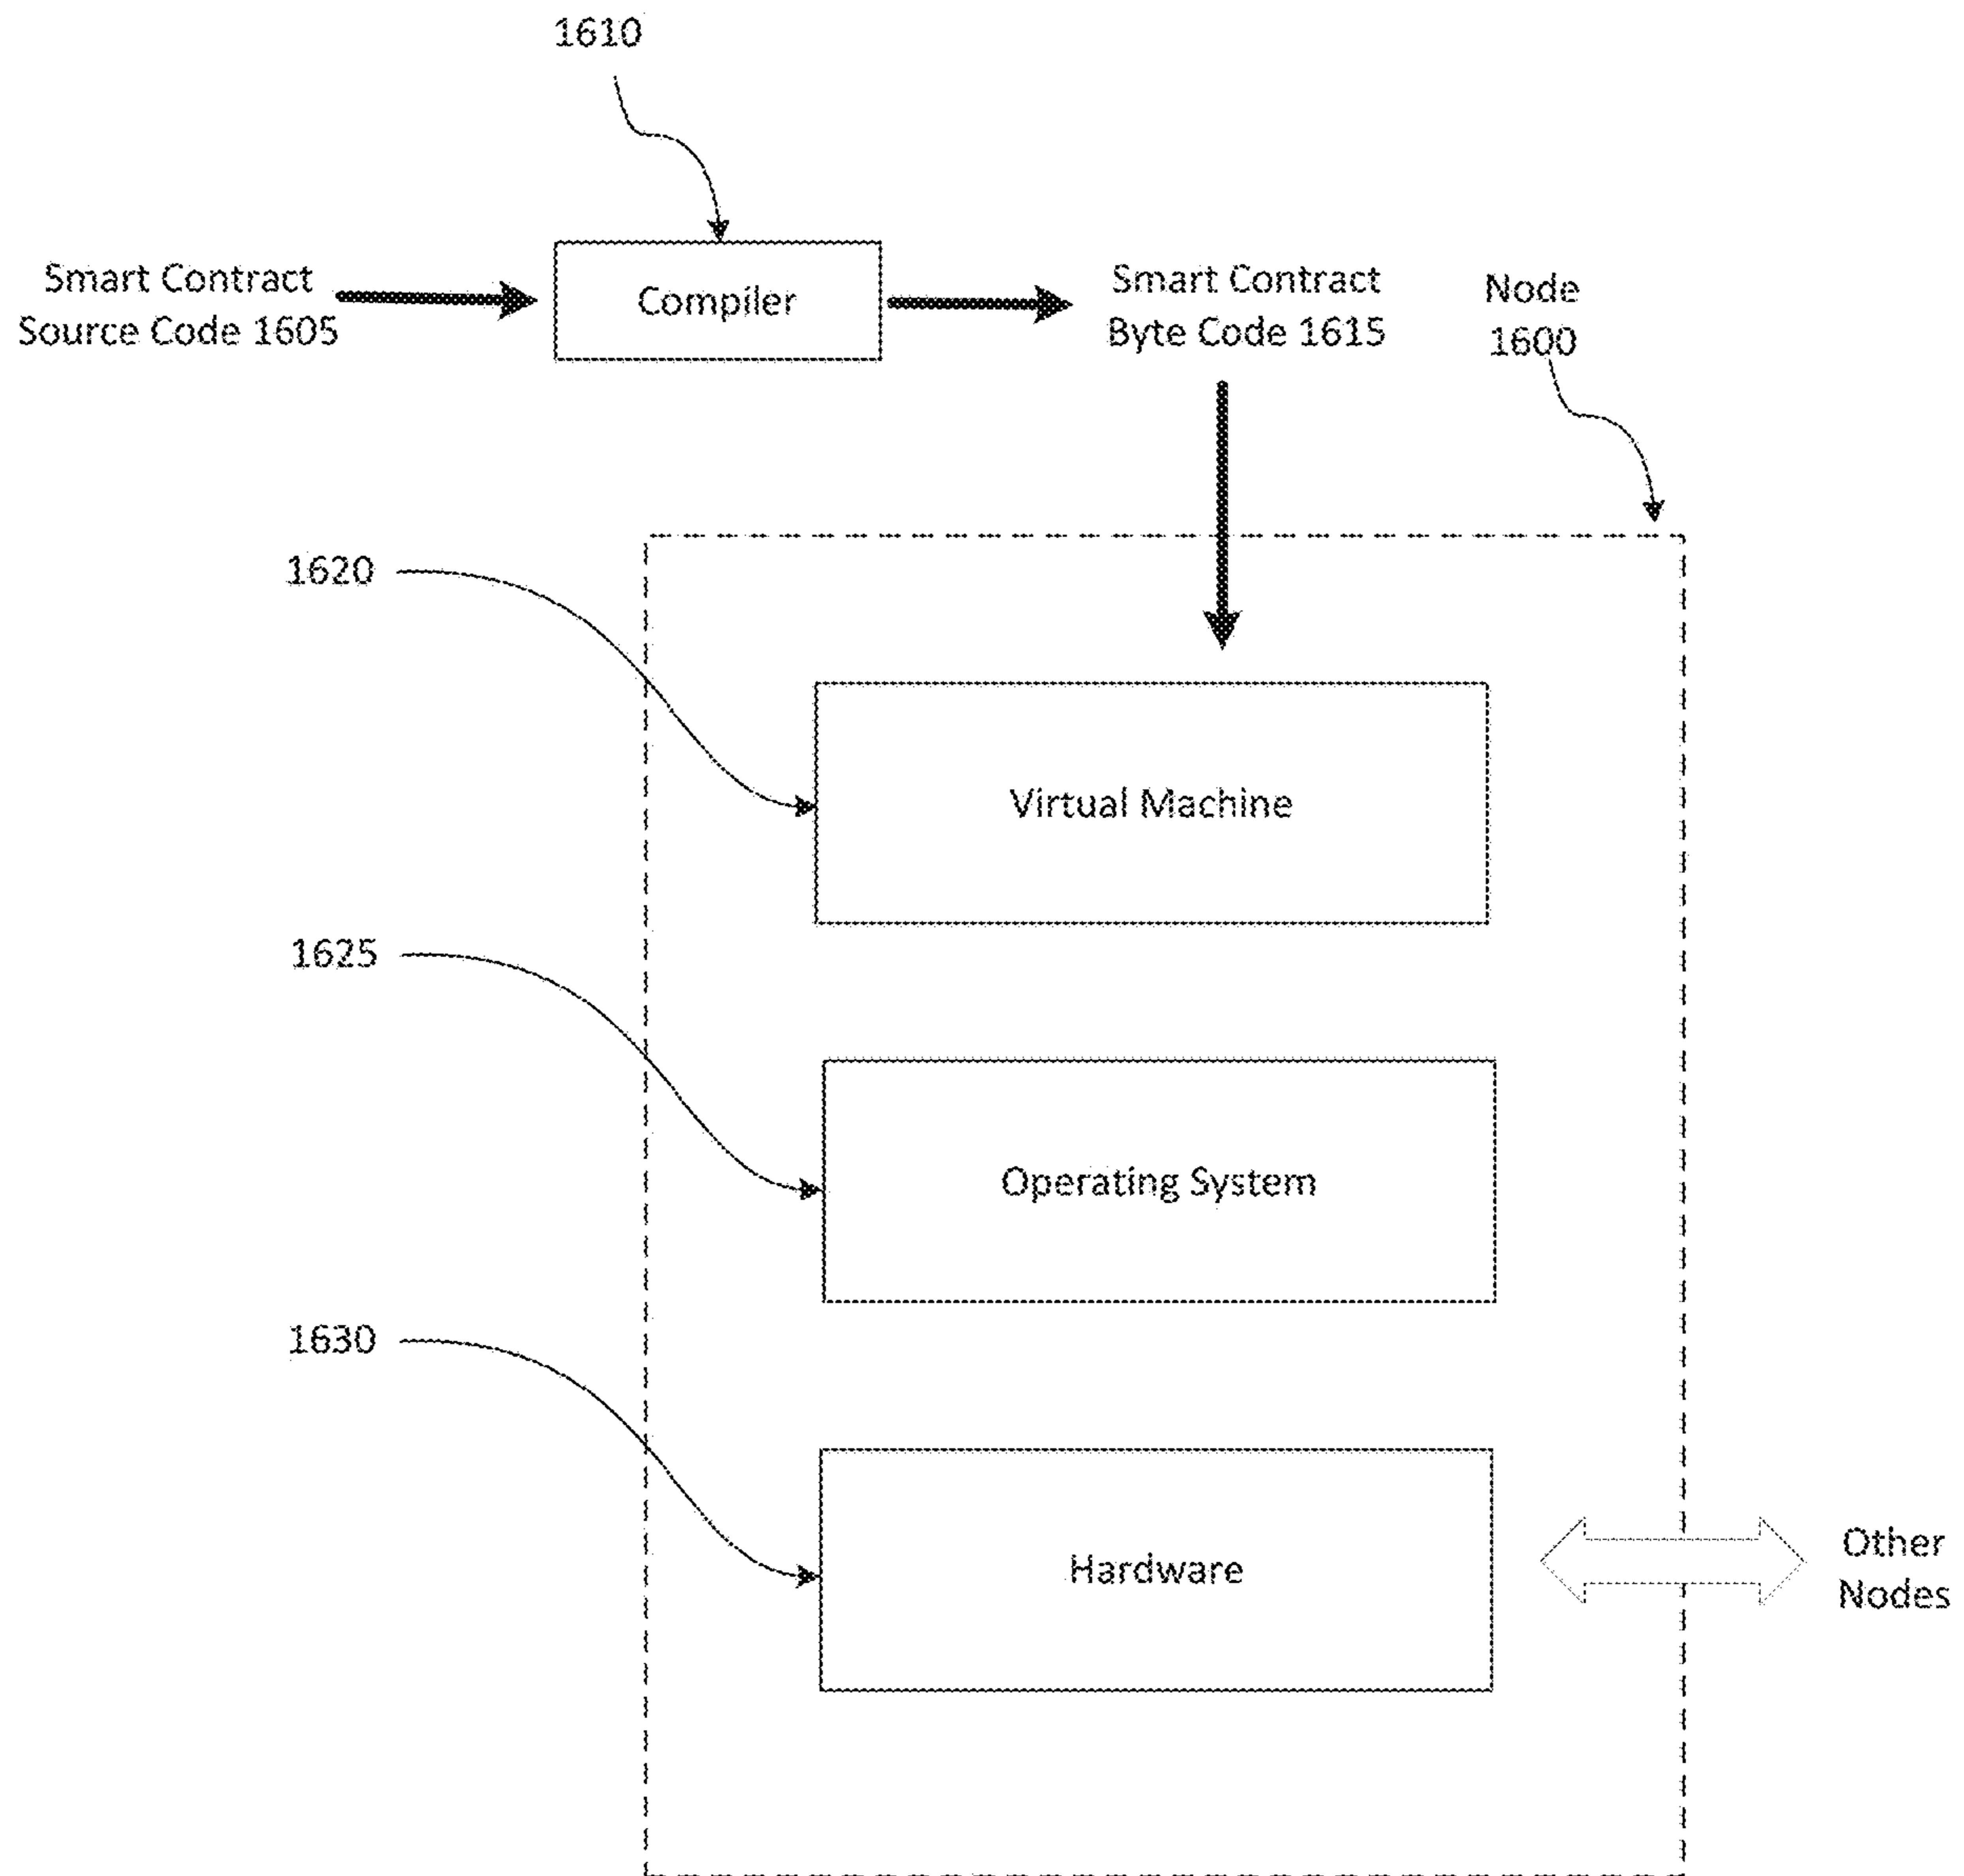 1610
Smart Contract
Source Code 1605
Compiler
Smart Contract
Byte Code 1615
Node
1600
1620
Virtual Machine
1625
Operating System
1630
Hardware
Other
Nodes